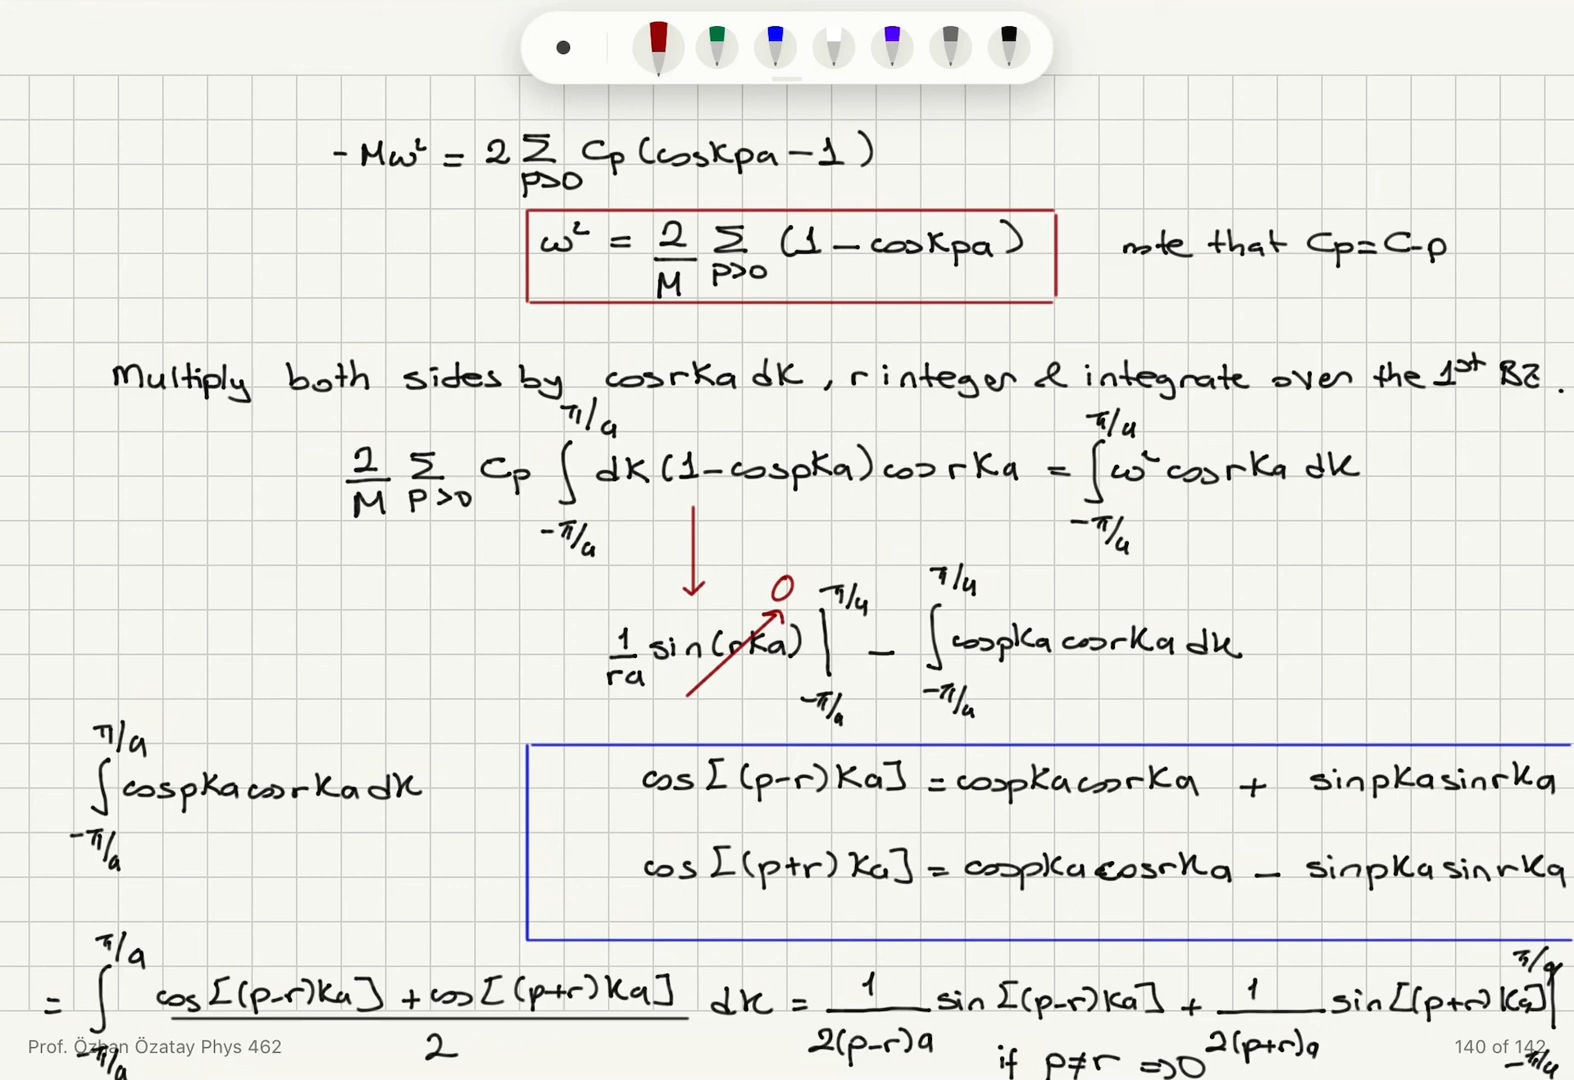 -Mω² = 2 Σ_{p>0} Cp (cosKpa - 1)
ω² = 2/M Σ_{p>0} (1 - cosKpa) note that Cp = C-p
Multiply both sides by cosrKa dK, r integer & integrate over the 1st BZ.
2/M Σ_{p>0} Cp ∫_{-π/a}^{π/a} dK (1 - cospKa) cosrKa = ∫_{-π/a}^{π/a} ω² cosrKa dK
1/ra sin(rKa) |_{-π/a}^{π/a} - ∫_{-π/a}^{π/a} cospKa cosrKa dK
0
∫_{-π/a}^{π/a} cospKa cosrKa dK
cos[(p-r)Ka] = cospKa cosrKa + sinpKa sinrKa
cos[(p+r)Ka] = cospKa cosrKa - sinpKa sinrKa
= ∫_{-π/a}^{π/a} (cos[(p-r)Ka] + cos[(p+r)Ka])/2 dK = 1/2(p-r)a sin[(p-r)Ka] + 1/2(p+r)a sin[(p+r)Ka] |_{-π/a}^{π/a}
if p≠r ⇒ 0
Prof. Özhan Özatay Phys 462
140 of 142